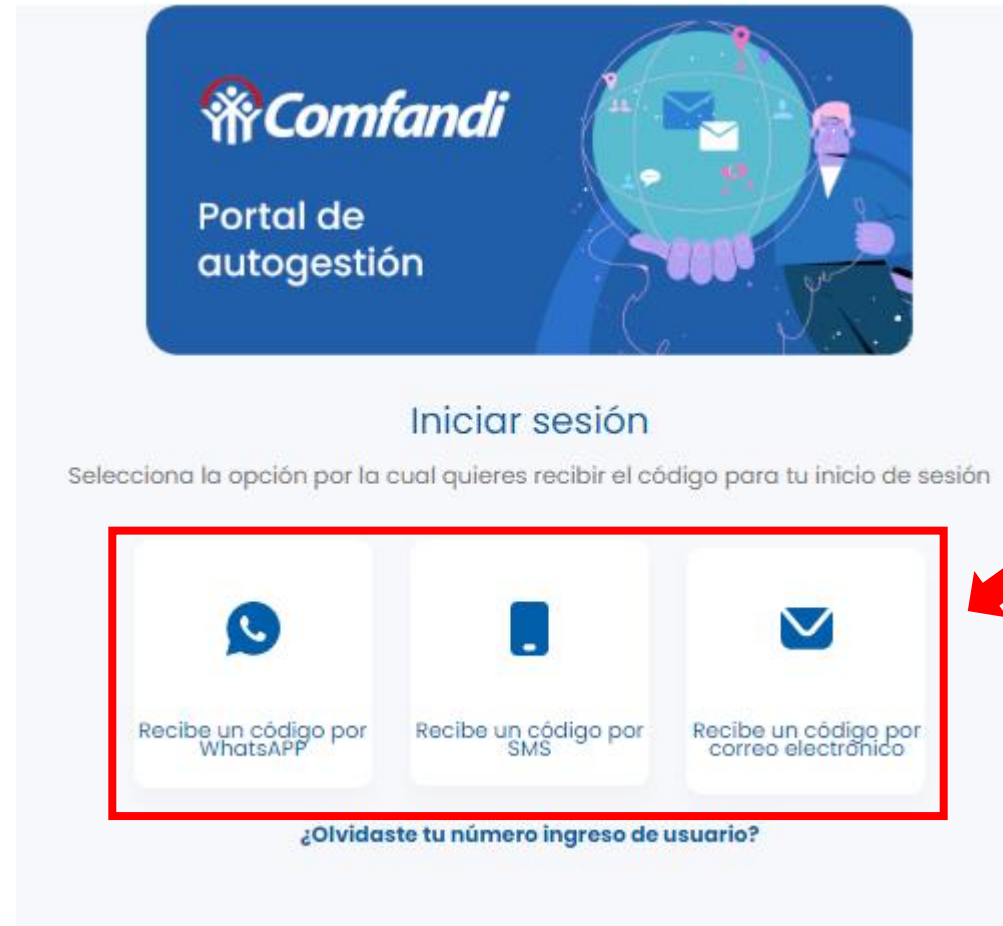 Comfandi
Portal de
autogestión
Iniciar sesión
Selecciona la opción por la cual quieres recibir el código para tu inicio de sesión
Recibe un código por
WhatsAPP
Recibe un código por
SMS
Recibe un código por
correo electrónico
¿Olvidaste tu número ingreso de usuario?